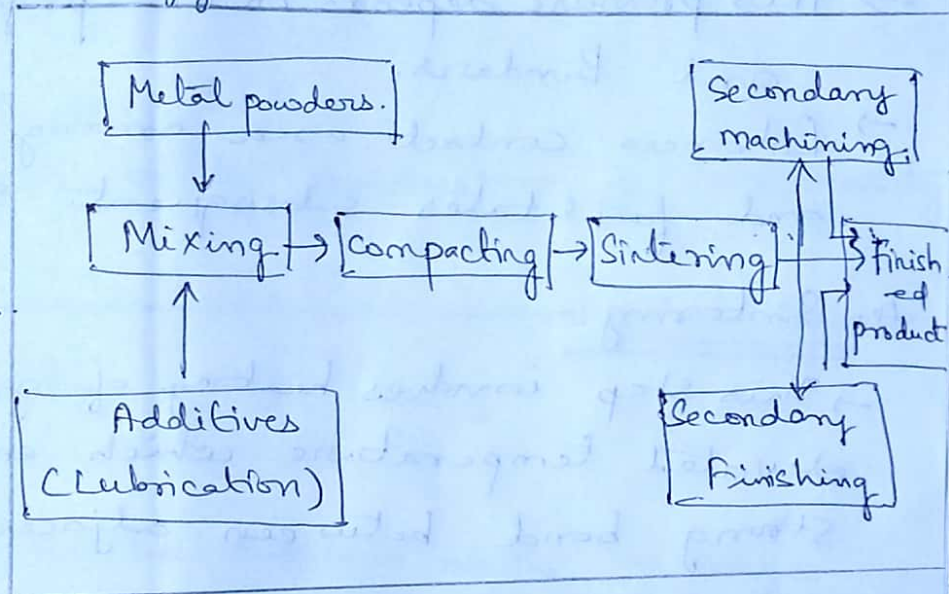 Metal powders.
Secondary
machining.
Mixing
Compacting
Sintering
Finish
ed
product
Additives
(Lubrication)
Secondary
Finishing